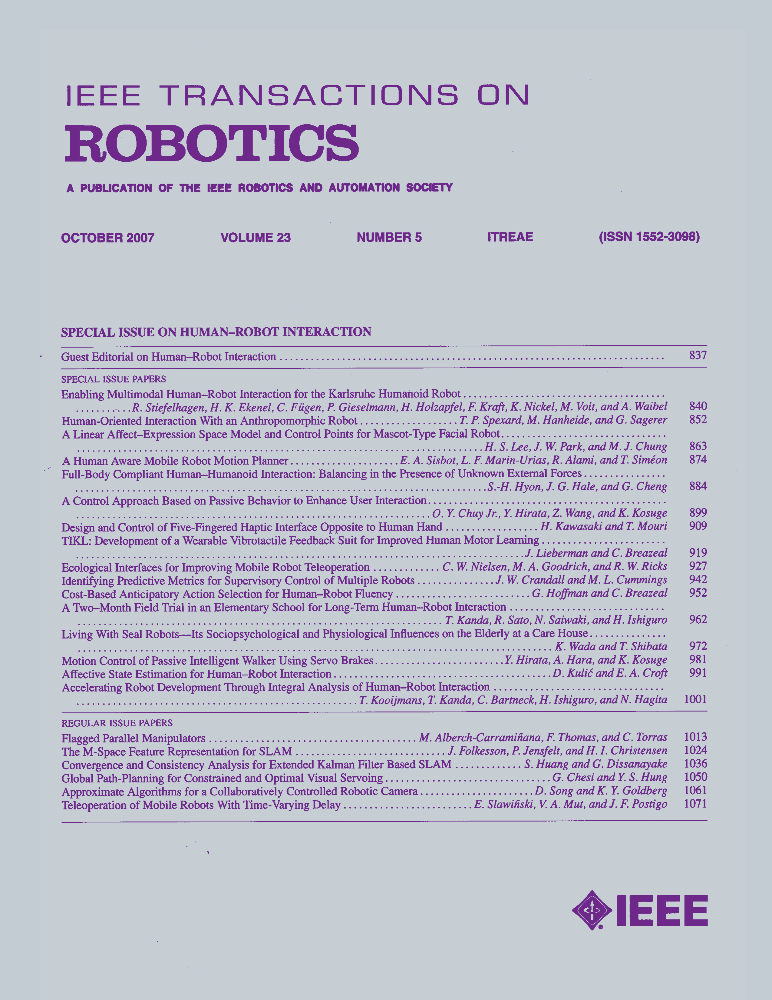 IEEE TRANSACTIONS ON
ROBOTICS
A PUBLICATION OF THE IEEE ROBOTICS AND AUTOMATION SOCIETY
OCTOBER 2007 VOLUME 23 NUMBER 5 ITREAE (ISSN 1552-3098)
SPECIAL ISSUE ON HUMAN–ROBOT INTERACTION
Guest Editorial on Human–Robot Interaction 837
SPECIAL ISSUE PAPERS
Enabling Multimodal Human–Robot Interaction for the Karlsruhe Humanoid Robot
R. Stiefelhagen, H. K. Ekenel, C. Fügen, P. Gieselmann, H. Holzapfel, F. Kraft, K. Nickel, M. Voit, and A. Waibel 840
Human-Oriented Interaction With an Anthropomorphic Robot T. P. Spexard, M. Hanheide, and G. Sagerer 852
A Linear Affect–Expression Space Model and Control Points for Mascot-Type Facial Robot
H. S. Lee, J. W. Park, and M. J. Chung 863
A Human Aware Mobile Robot Motion Planner E. A. Sisbot, L. F. Marin-Urias, R. Alami, and T. Siméon 874
Full-Body Compliant Human–Humanoid Interaction: Balancing in the Presence of Unknown External Forces
S.-H. Hyon, J. G. Hale, and G. Cheng 884
A Control Approach Based on Passive Behavior to Enhance User Interaction
O. Y. Chuy Jr., Y. Hirata, Z. Wang, and K. Kosuge 899
Design and Control of Five-Fingered Haptic Interface Opposite to Human Hand H. Kawasaki and T. Mouri 909
TIKL: Development of a Wearable Vibrotactile Feedback Suit for Improved Human Motor Learning
J. Lieberman and C. Breazeal 919
Ecological Interfaces for Improving Mobile Robot Teleoperation C. W. Nielsen, M. A. Goodrich, and R. W. Ricks 927
Identifying Predictive Metrics for Supervisory Control of Multiple Robots J. W. Crandall and M. L. Cummings 942
Cost-Based Anticipatory Action Selection for Human–Robot Fluency G. Hoffman and C. Breazeal 952
A Two–Month Field Trial in an Elementary School for Long-Term Human–Robot Interaction
T. Kanda, R. Sato, N. Saiwaki, and H. Ishiguro 962
Living With Seal Robots—Its Sociopsychological and Physiological Influences on the Elderly at a Care House
K. Wada and T. Shibata 972
Motion Control of Passive Intelligent Walker Using Servo Brakes Y. Hirata, A. Hara, and K. Kosuge 981
Affective State Estimation for Human–Robot Interaction D. Kulić and E. A. Croft 991
Accelerating Robot Development Through Integral Analysis of Human–Robot Interaction
T. Kooijmans, T. Kanda, C. Bartneck, H. Ishiguro, and N. Hagita 1001
REGULAR ISSUE PAPERS
Flagged Parallel Manipulators M. Alberch-Carramiñana, F. Thomas, and C. Torras 1013
The M-Space Feature Representation for SLAM J. Folkesson, P. Jensfelt, and H. I. Christensen 1024
Convergence and Consistency Analysis for Extended Kalman Filter Based SLAM S. Huang and G. Dissanayake 1036
Global Path-Planning for Constrained and Optimal Visual Servoing G. Chesi and Y. S. Hung 1050
Approximate Algorithms for a Collaboratively Controlled Robotic Camera D. Song and K. Y. Goldberg 1061
Teleoperation of Mobile Robots With Time-Varying Delay E. Slawiñski, V. A. Mut, and J. F. Postigo 1071
IEEE